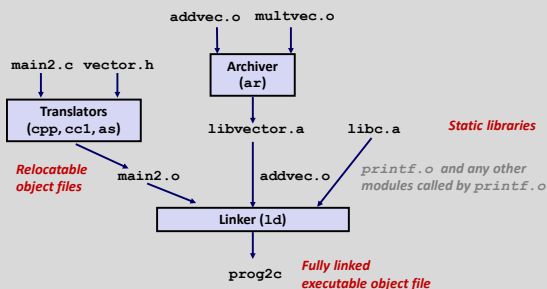 addvec.o multvec.o
main2.c vector.h
Archiver
(ar)
Translators
(cpp, cc1, as)
libvector.a
libc.a
Static libraries
Relocatable
object files
main2.o
addvec.o
printf.o and any other
modules called by printf.o
Linker (ld)
prog2c
Fully linked
executable object file